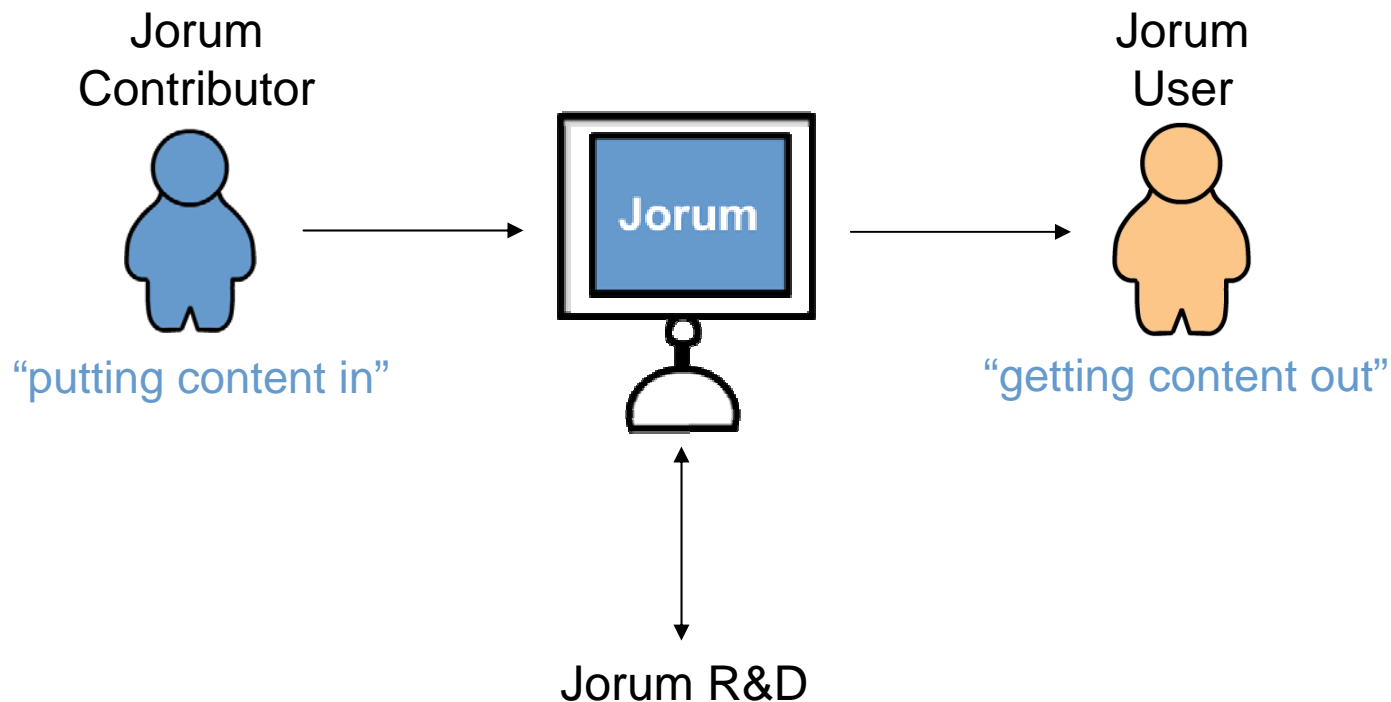 Jorum
Contributor
Jorum
User
Jorum
“putting content in”
“getting content out”
Jorum R&D